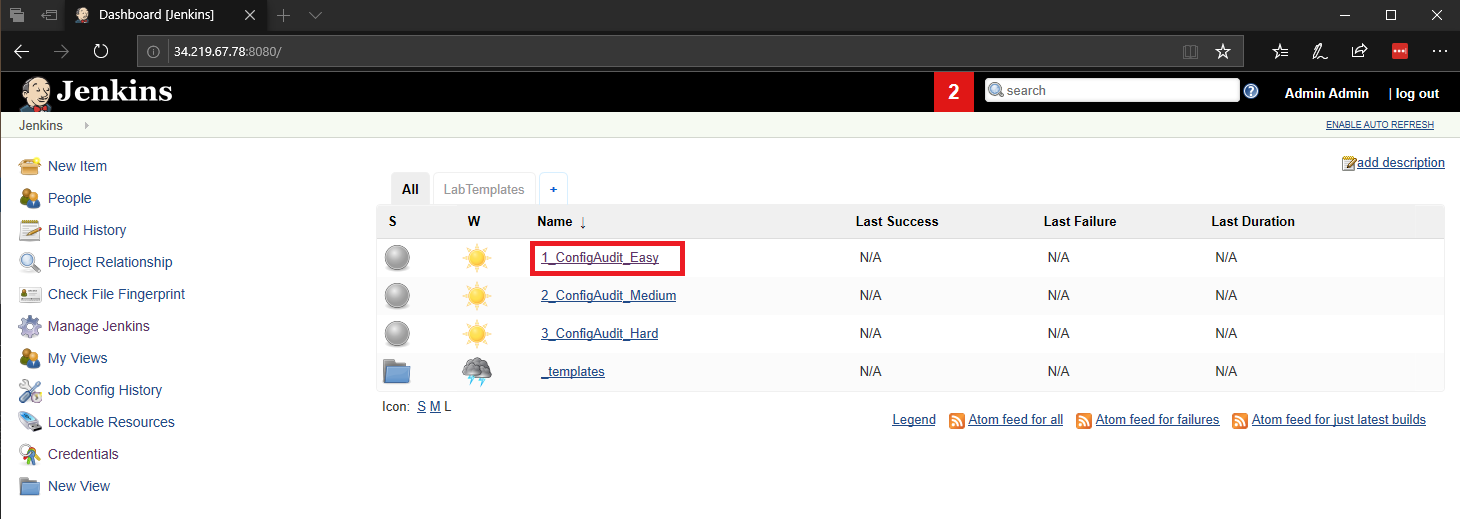 Dashboard [Jenkins]
34.219.67.78:8080/
Jenkins
2
search
Admin Admin
| log out
Jenkins
ENABLE AUTO REFRESH
New Item
People
Build History
Project Relationship
Check File Fingerprint
Manage Jenkins
My Views
Job Config History
Lockable Resources
Credentials
New View
add description
All LabTemplates +
S W Name ↓ Last Success Last Failure Last Duration
1_ConfigAudit_Easy N/A N/A N/A
2_ConfigAudit_Medium N/A N/A N/A
3_ConfigAudit_Hard N/A N/A N/A
_templates N/A N/A N/A
Icon: S M L
Legend Atom feed for all Atom feed for failures Atom feed for just latest builds